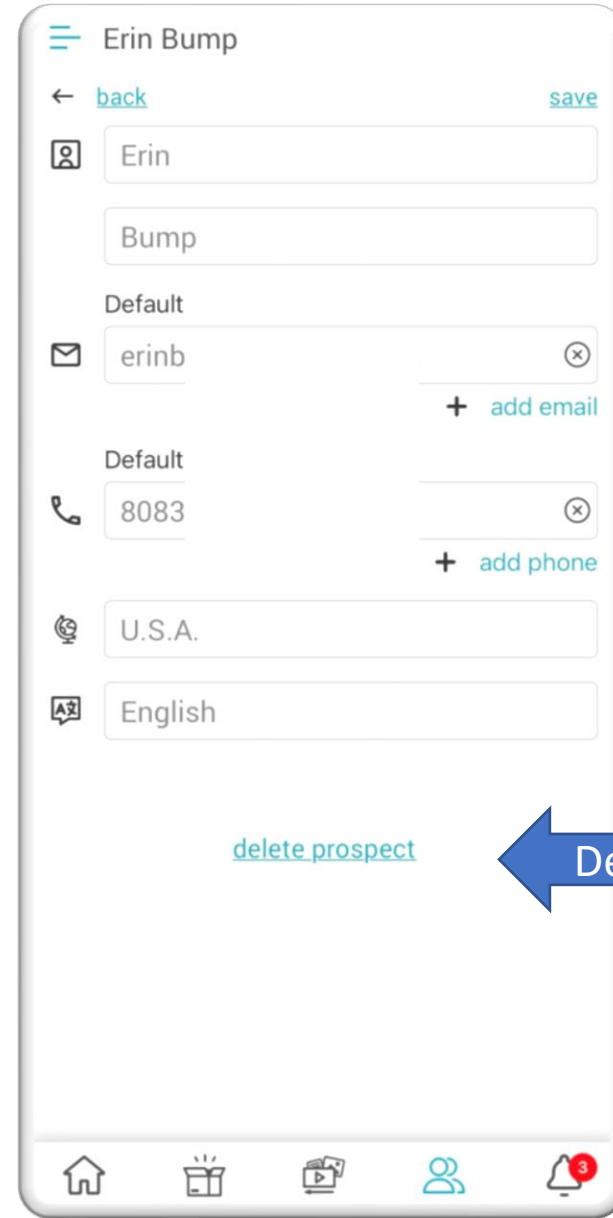 Erin Bump
← back save
Erin
Bump
Default
erinb
+ add email
Default
8083
+ add phone
U.S.A.
English
delete prospect
De
3